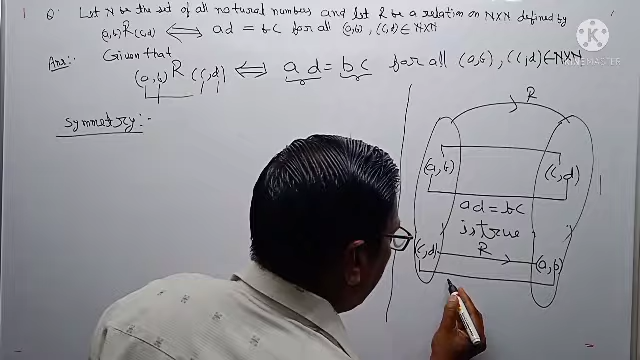 1 Q. Let N be the set of all natural numbers and let R be a relation on N×N defined by
(a,b) R (c,d) ⟺ ad = bc for all (a,b), (c,d) ∈ N×N
Ans:- Given that
(a,b) R (c,d) ⟺ ad = bc for all (a,b), (c,d) ∈ N×N
KINEMASTER
Symmetry:-
R
(a,b) (c,d)
ad = bc
is true
R
(c,d) (a,b)